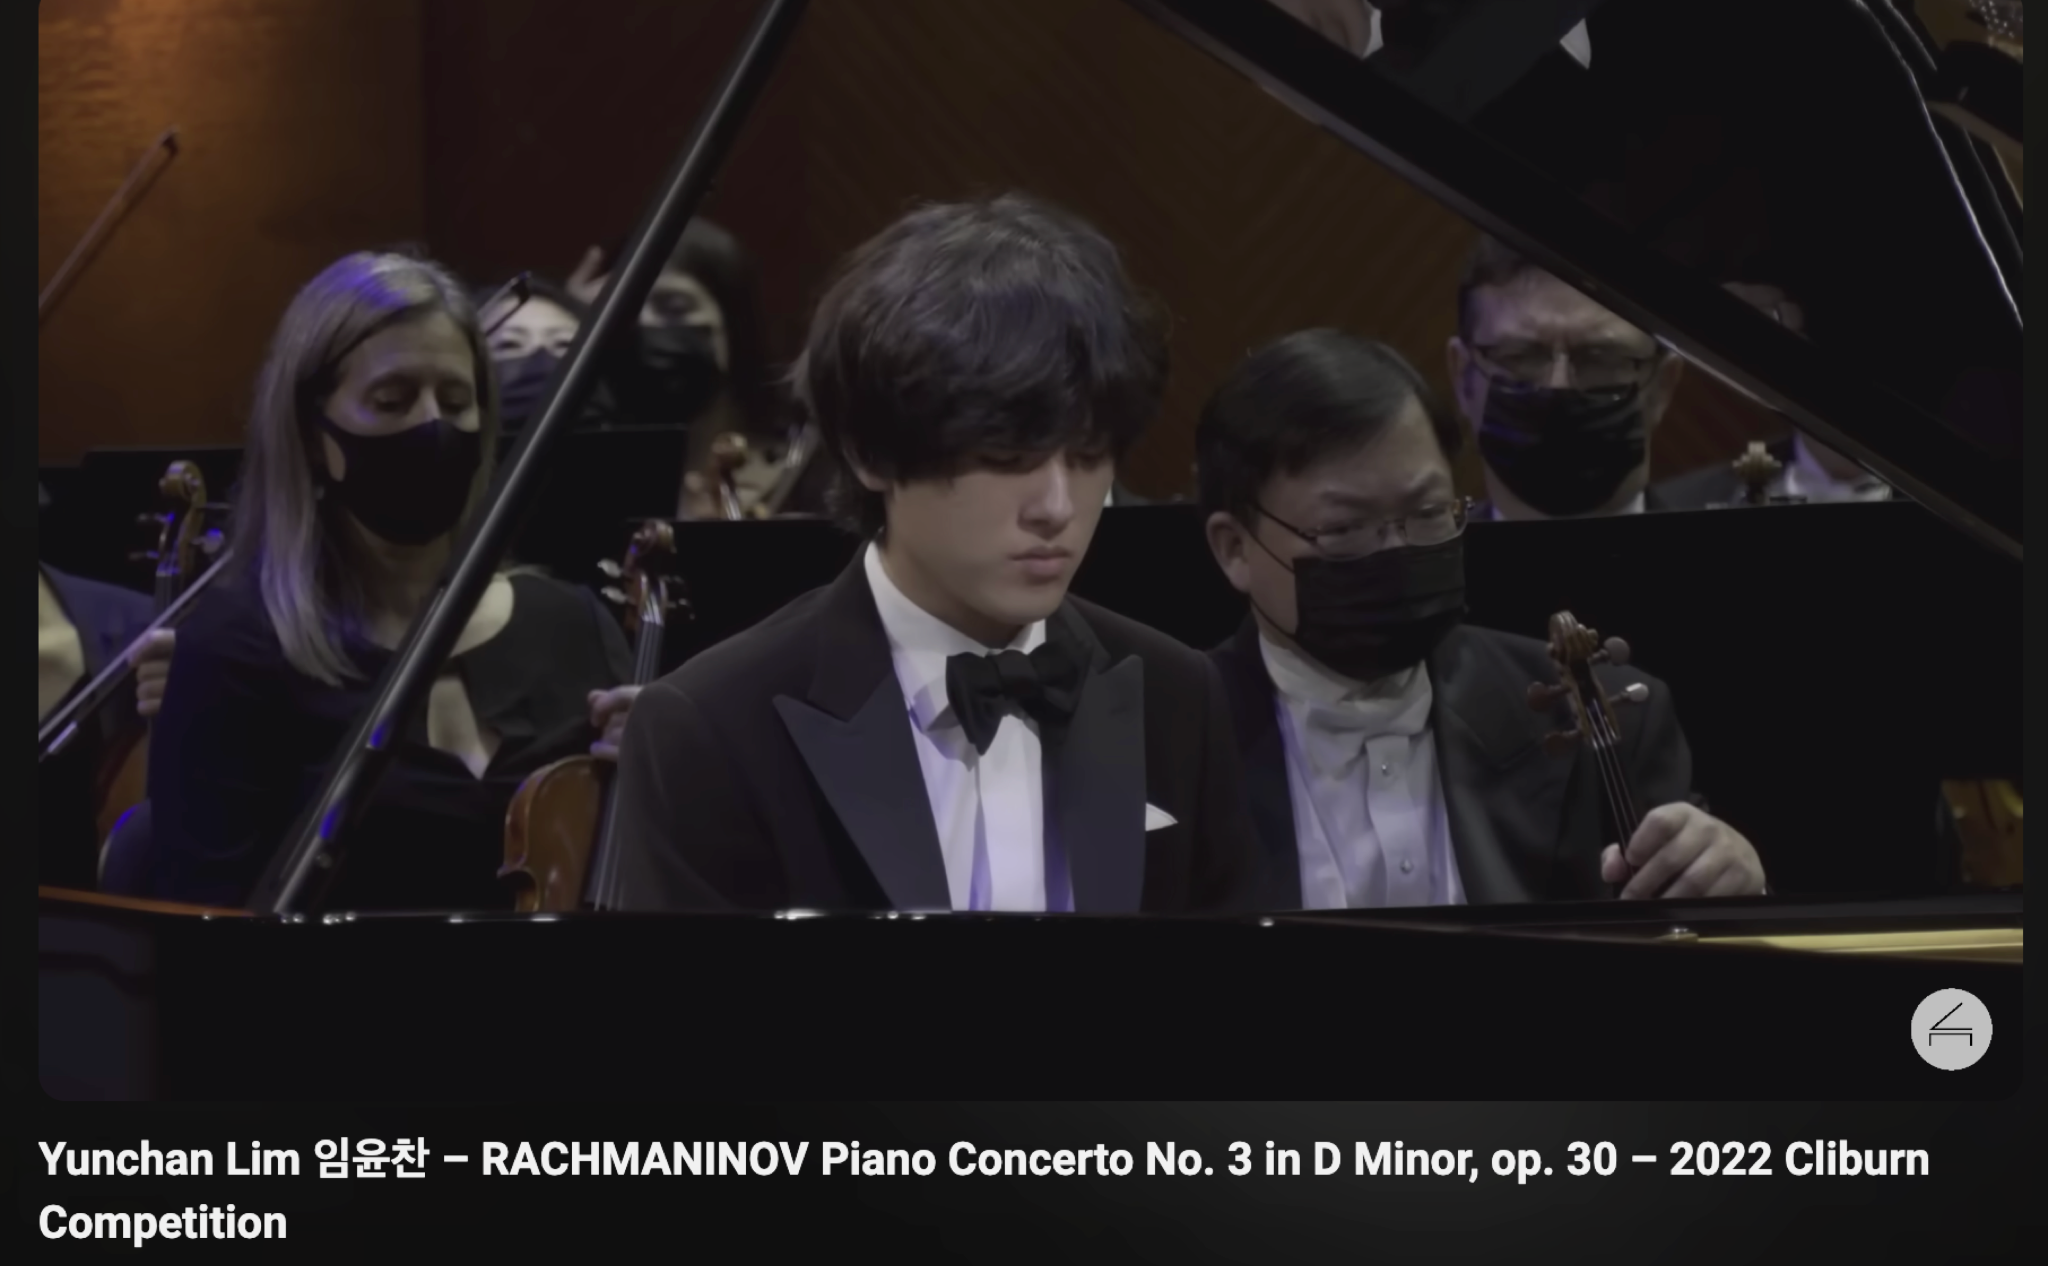 Yunchan Lim 임윤찬 – RACHMANINOV Piano Concerto No. 3 in D Minor, op. 30 – 2022 Cliburn
Competition